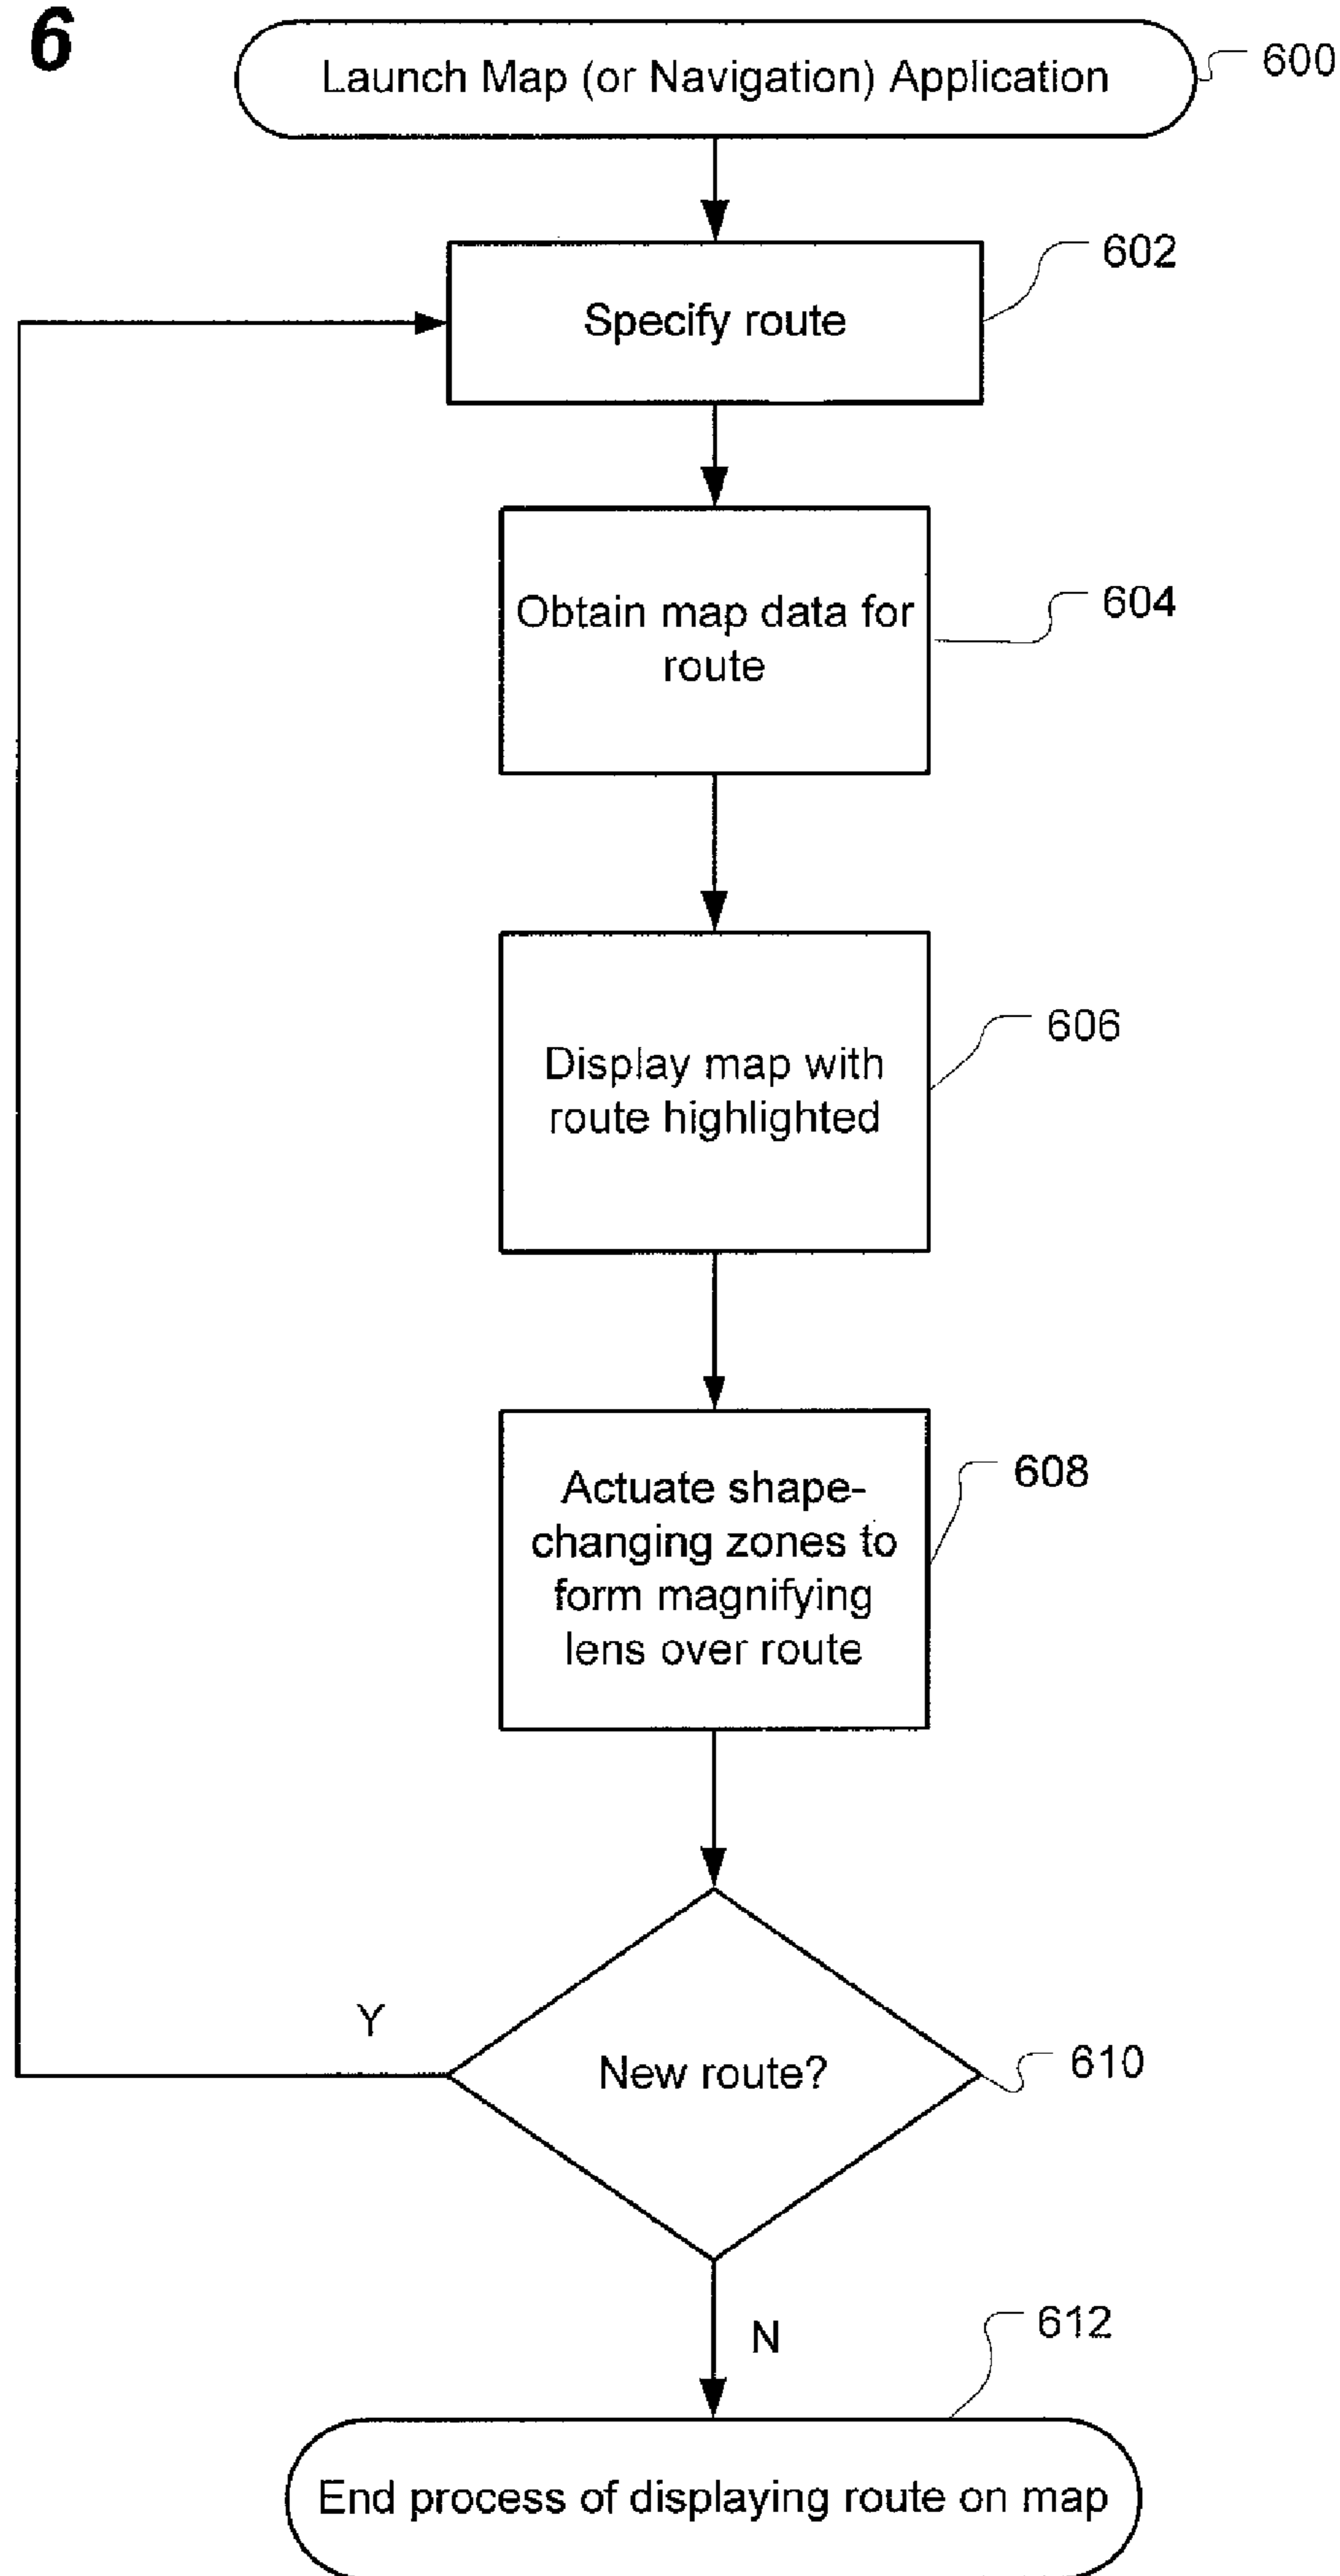 6
Launch Map (or Navigation) Application
600
Specify route
602
Obtain map data for
route
604
Display map with
route highlighted
606
Actuate shape-
changing zones to
form magnifying
lens over route
608
New route?
610
Y
N
612
End process of displaying route on map